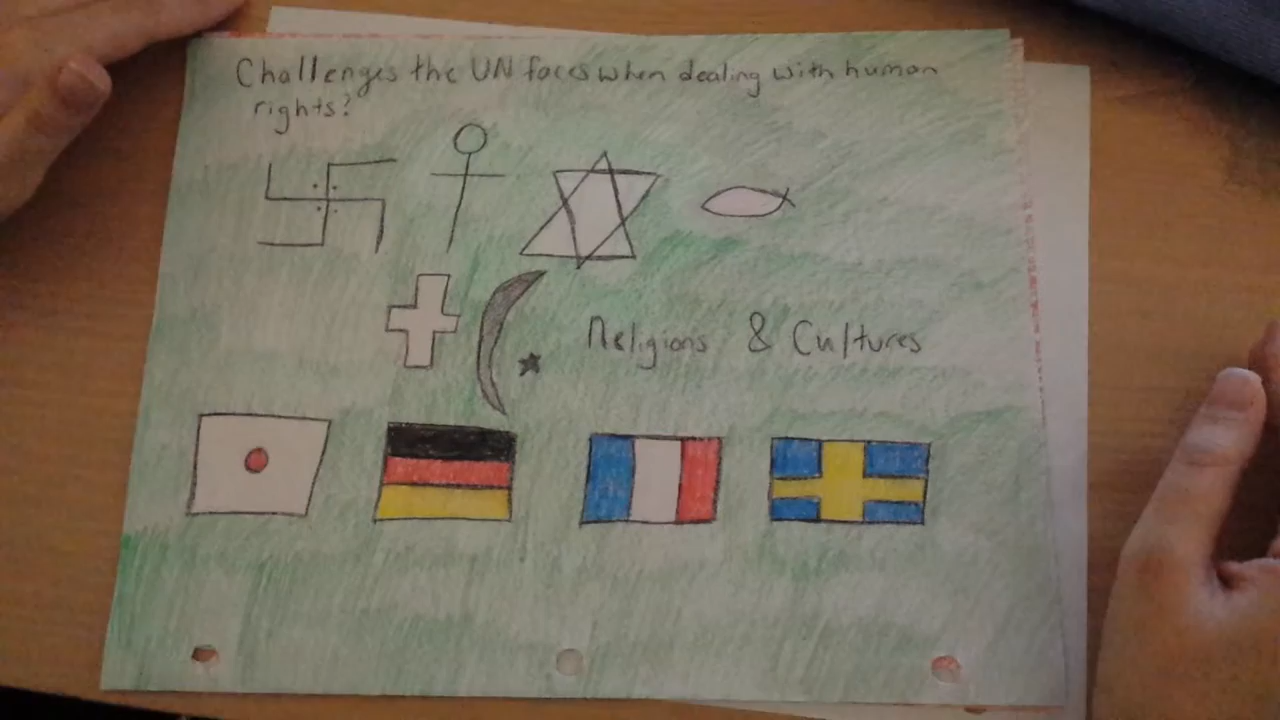 Challenges the UN faces when dealing with human
rights?
Religions & Cultures